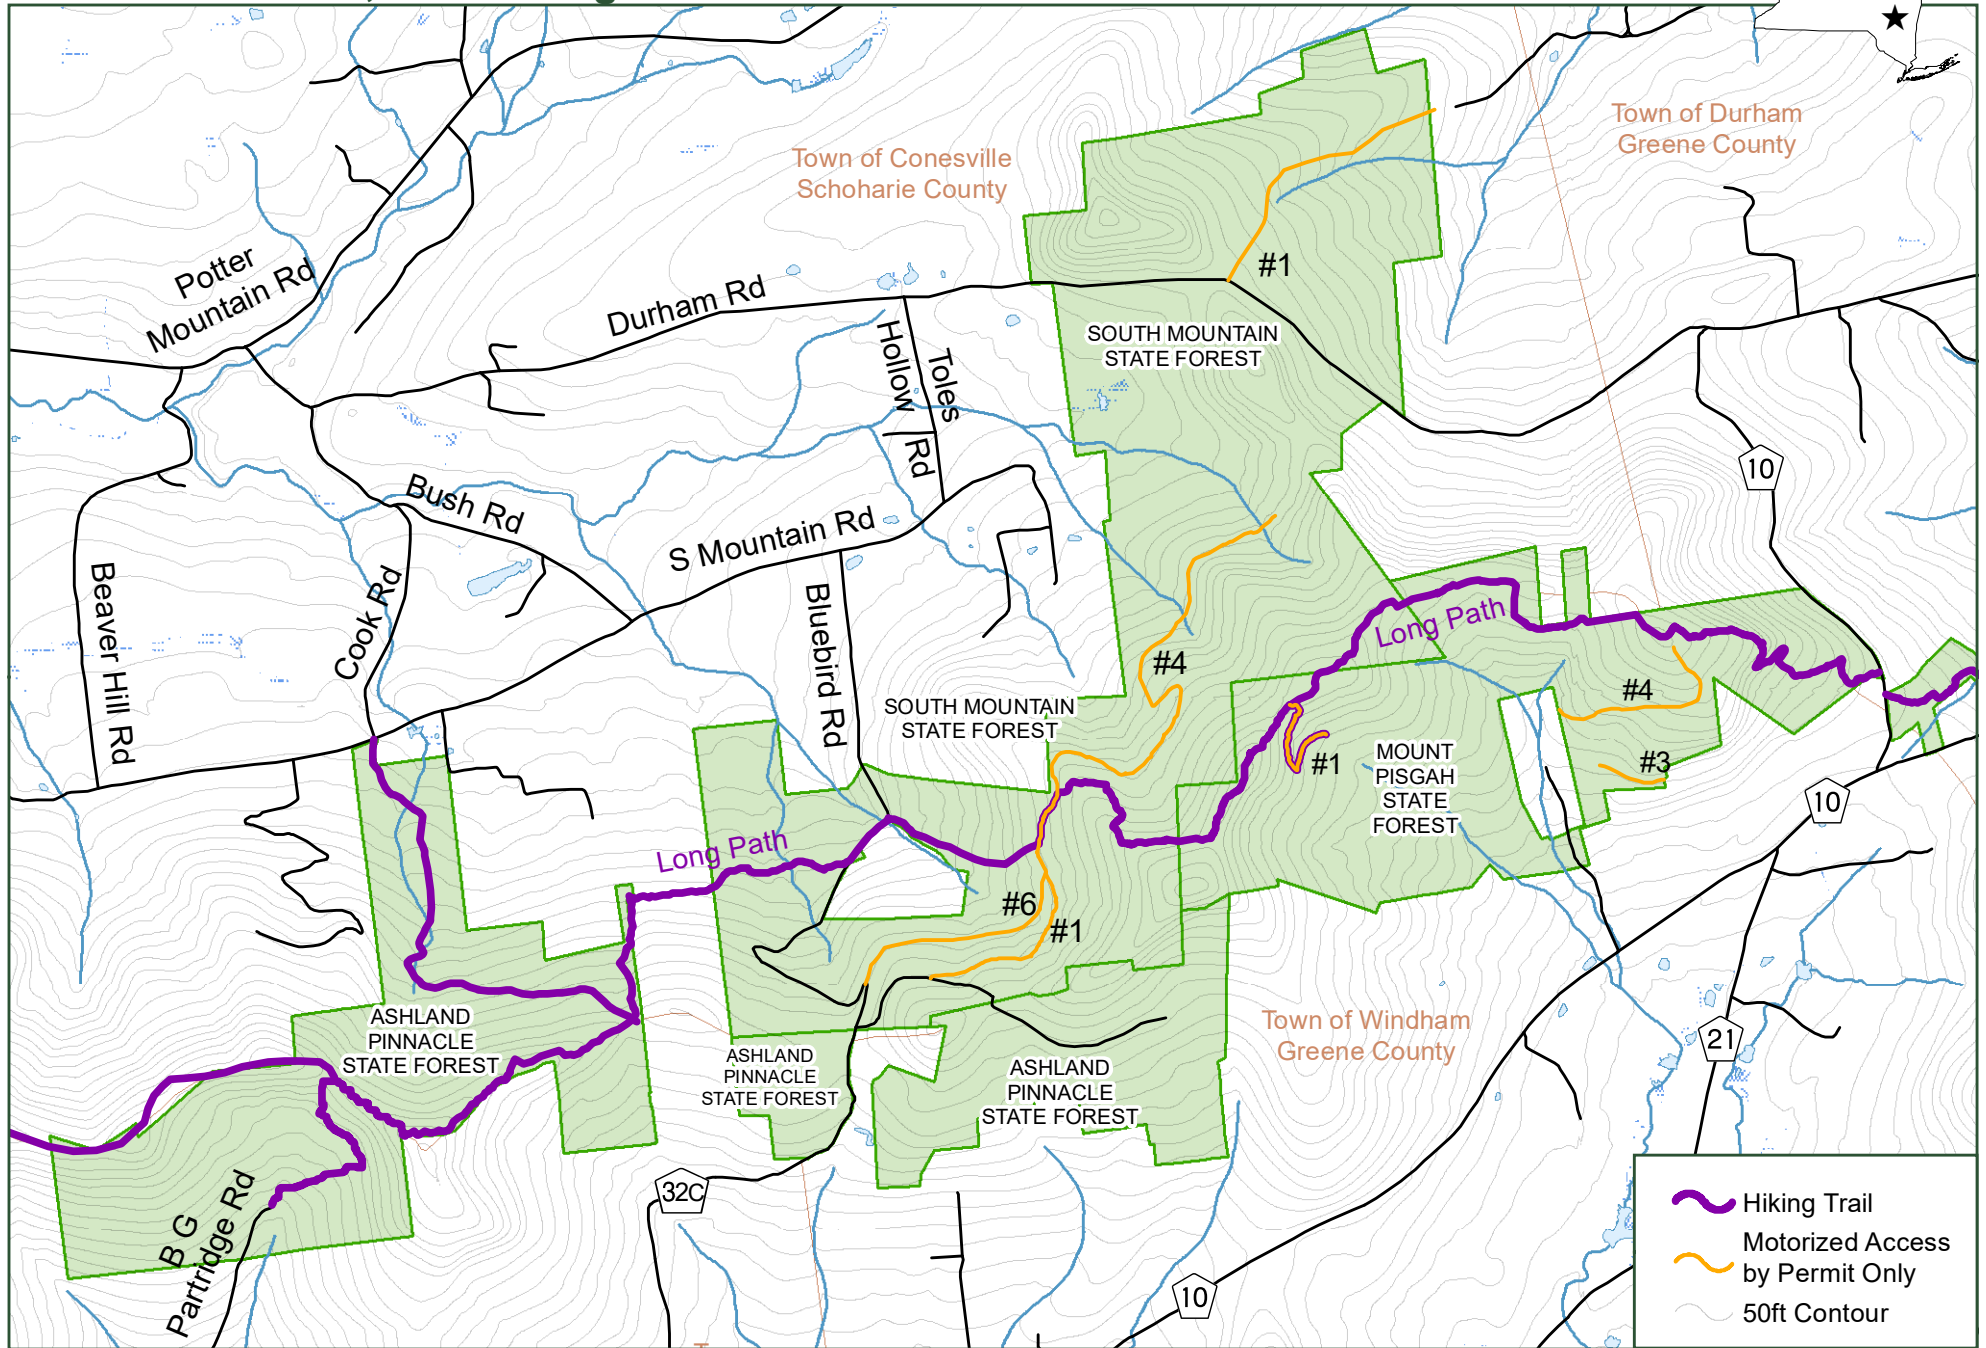 Town of Durham
Greene County
Town of Conesville
Schoharie County
Potter
Mountain Rd
#1
Durham Rd
SOUTH MOUNTAIN
STATE FOREST
Toles
Hollow
Rd
10
Bush Rd
S Mountain Rd
Beaver Hill Rd
Cook Rd
Bluebird Rd
Long Path
#4
#4
SOUTH MOUNTAIN
STATE FOREST
#1
MOUNT
PISGAH
STATE
FOREST
#3
10
Long Path
#6
#1
ASHLAND
PINNACLE
STATE FOREST
Town of Windham
Greene County
21
ASHLAND
PINNACLE
STATE FOREST
ASHLAND
PINNACLE
STATE FOREST
B G
Partridge Rd
32C
10
Hiking Trail
Motorized Access
by Permit Only
50ft Contour